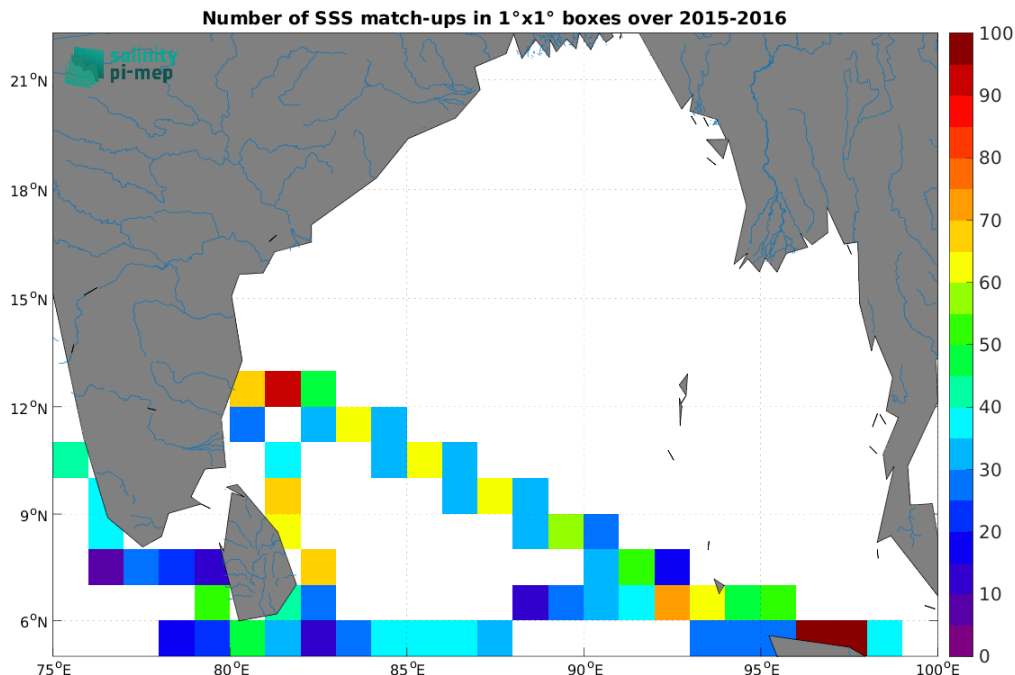 Number of SSS match-ups in 1°x1° boxes over 2015-2016
salinity
pi-mep
21°N
18°N
15°N
12°N
9°N
6°N
75°E 80°E 85°E 90°E 95°E 100°E
100
90
80
70
60
50
40
30
20
10
0